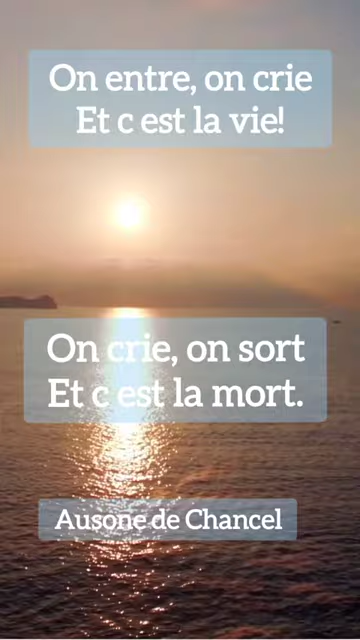 On entre, on crie
Et c est la vie!
On crie, on sort
Et c est la mort.
Ausone de Chancel